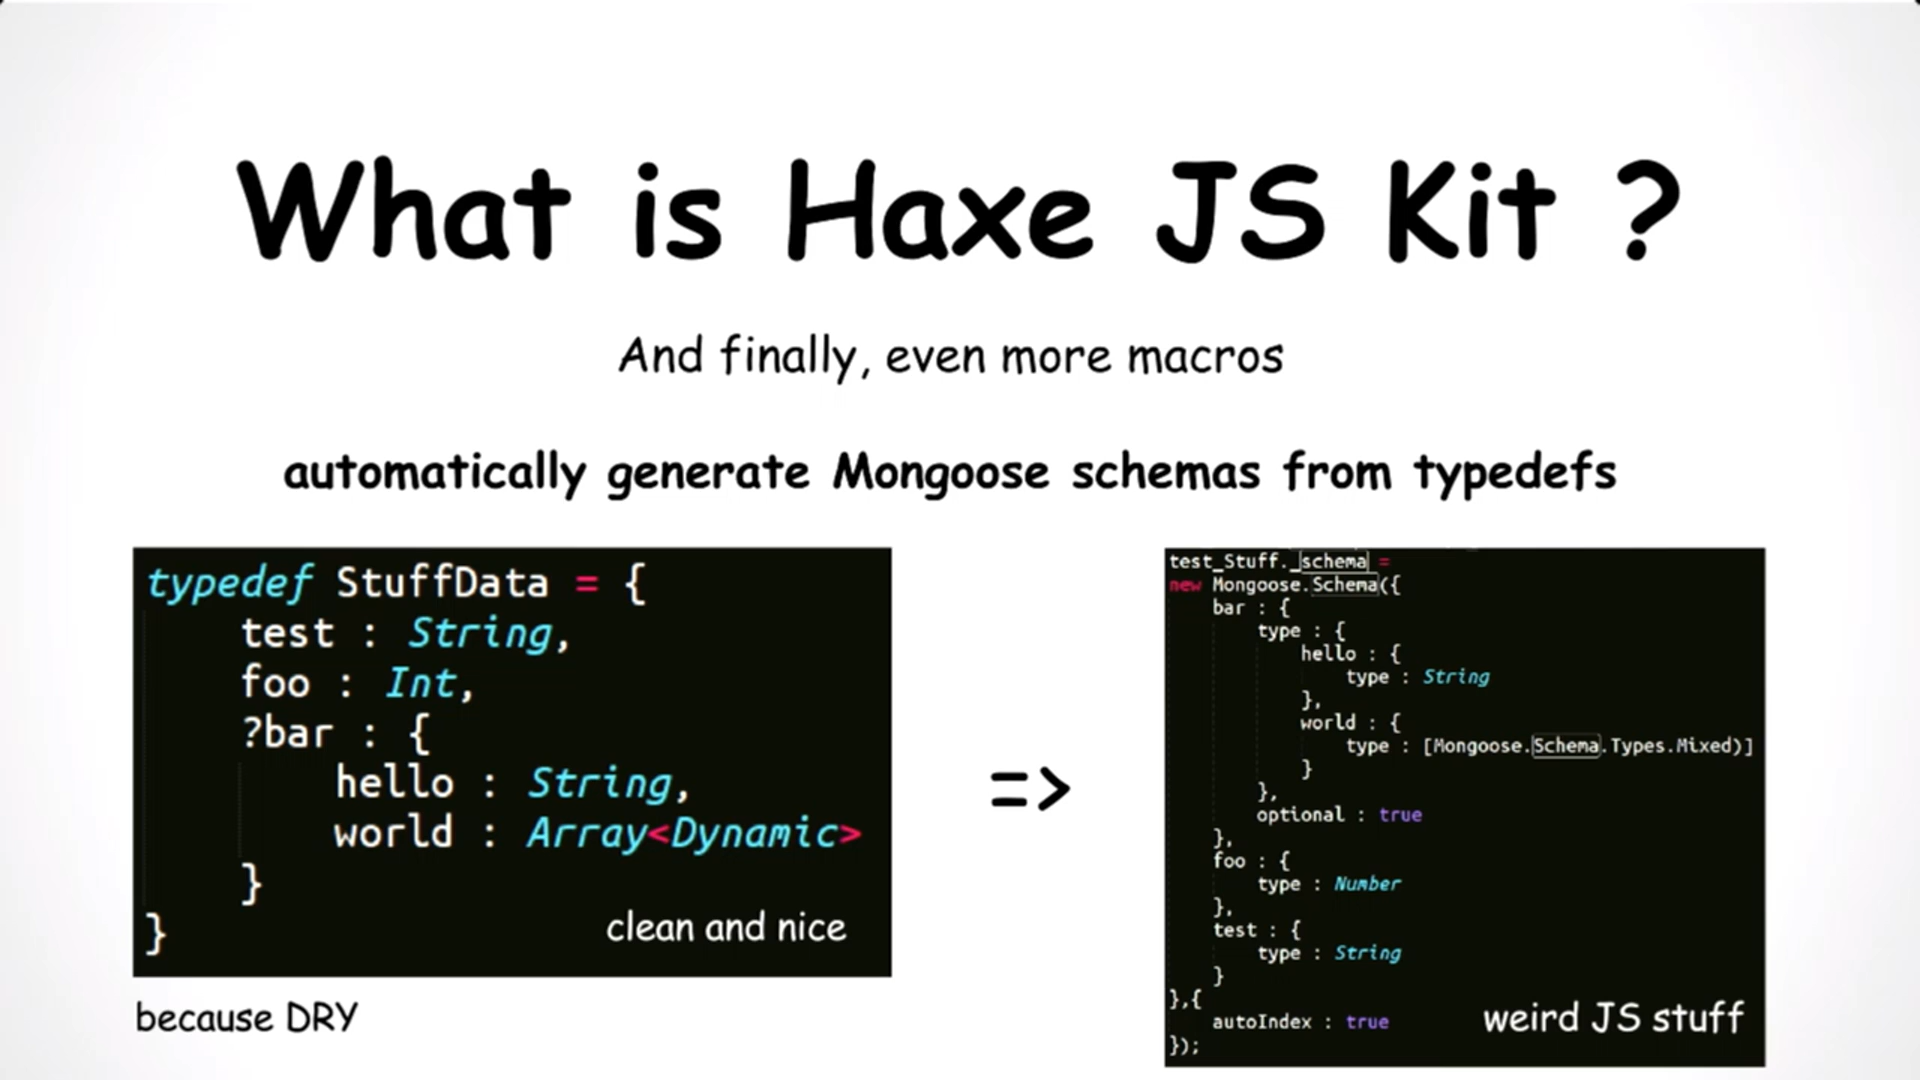 What is Haxe JS Kit ?
And finally, even more macros
automatically generate Mongoose schemas from typedefs
typedef StuffData = {
test : String,
foo : Int,
?bar : {
hello : String,
world : Array<Dynamic>
}
}
clean and nice
because DRY
=>
test_Stuff._schema =
new Mongoose.Schema({
bar : {
type : {
hello : {
type : String
},
world : {
type : [Mongoose.Schema.Types.Mixed)]
}
},
optional : true
},
foo : {
type : Number
},
test : {
type : String
}
},{
autoIndex : true
});
weird JS stuff